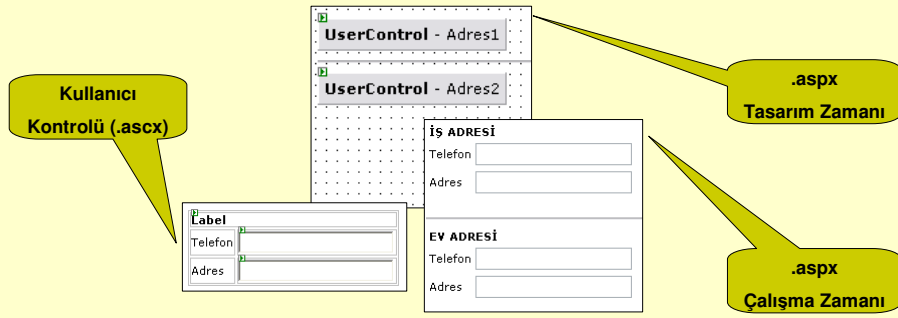 UserControl - Adres1
UserControl - Adres2
.aspx
Tasarım Zamanı
Kullanıcı
Kontrolü (.ascx)
İŞ ADRESİ
Telefon
Adres
EV ADRESİ
Telefon
Adres
Label
Telefon
Adres
.aspx
Çalışma Zamanı